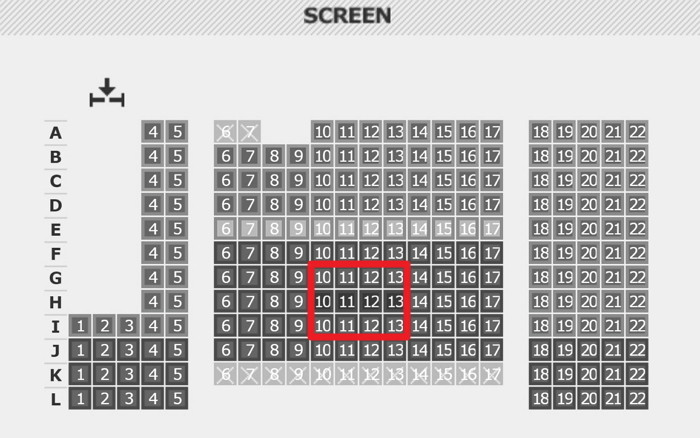 SCREEN
A 4 5 6 7 10 11 12 13 14 15 16 17 18 19 20 21 22
B 4 5 6 7 8 9 10 11 12 13 14 15 16 17 18 19 20 21 22
C 4 5 6 7 8 9 10 11 12 13 14 15 16 17 18 19 20 21 22
D 4 5 6 7 8 9 10 11 12 13 14 15 16 17 18 19 20 21 22
E 4 5 6 7 8 9 10 11 12 13 14 15 16 17 18 19 20 21 22
F 4 5 6 7 8 9 10 11 12 13 14 15 16 17 18 19 20 21 22
G 4 5 6 7 8 9 10 11 12 13 14 15 16 17 18 19 20 21 22
H 4 5 6 7 8 9 10 11 12 13 14 15 16 17 18 19 20 21 22
I 1 2 3 4 5 6 7 8 9 10 11 12 13 14 15 16 17 18 19 20 21 22
J 1 2 3 4 5 6 7 8 9 10 11 12 13 14 15 16 17 18 19 20 21 22
K 1 2 3 4 5 6 7 8 9 10 11 12 13 14 15 16 17 18 19 20 21 22
L 1 2 3 4 5 18 19 20 21 22